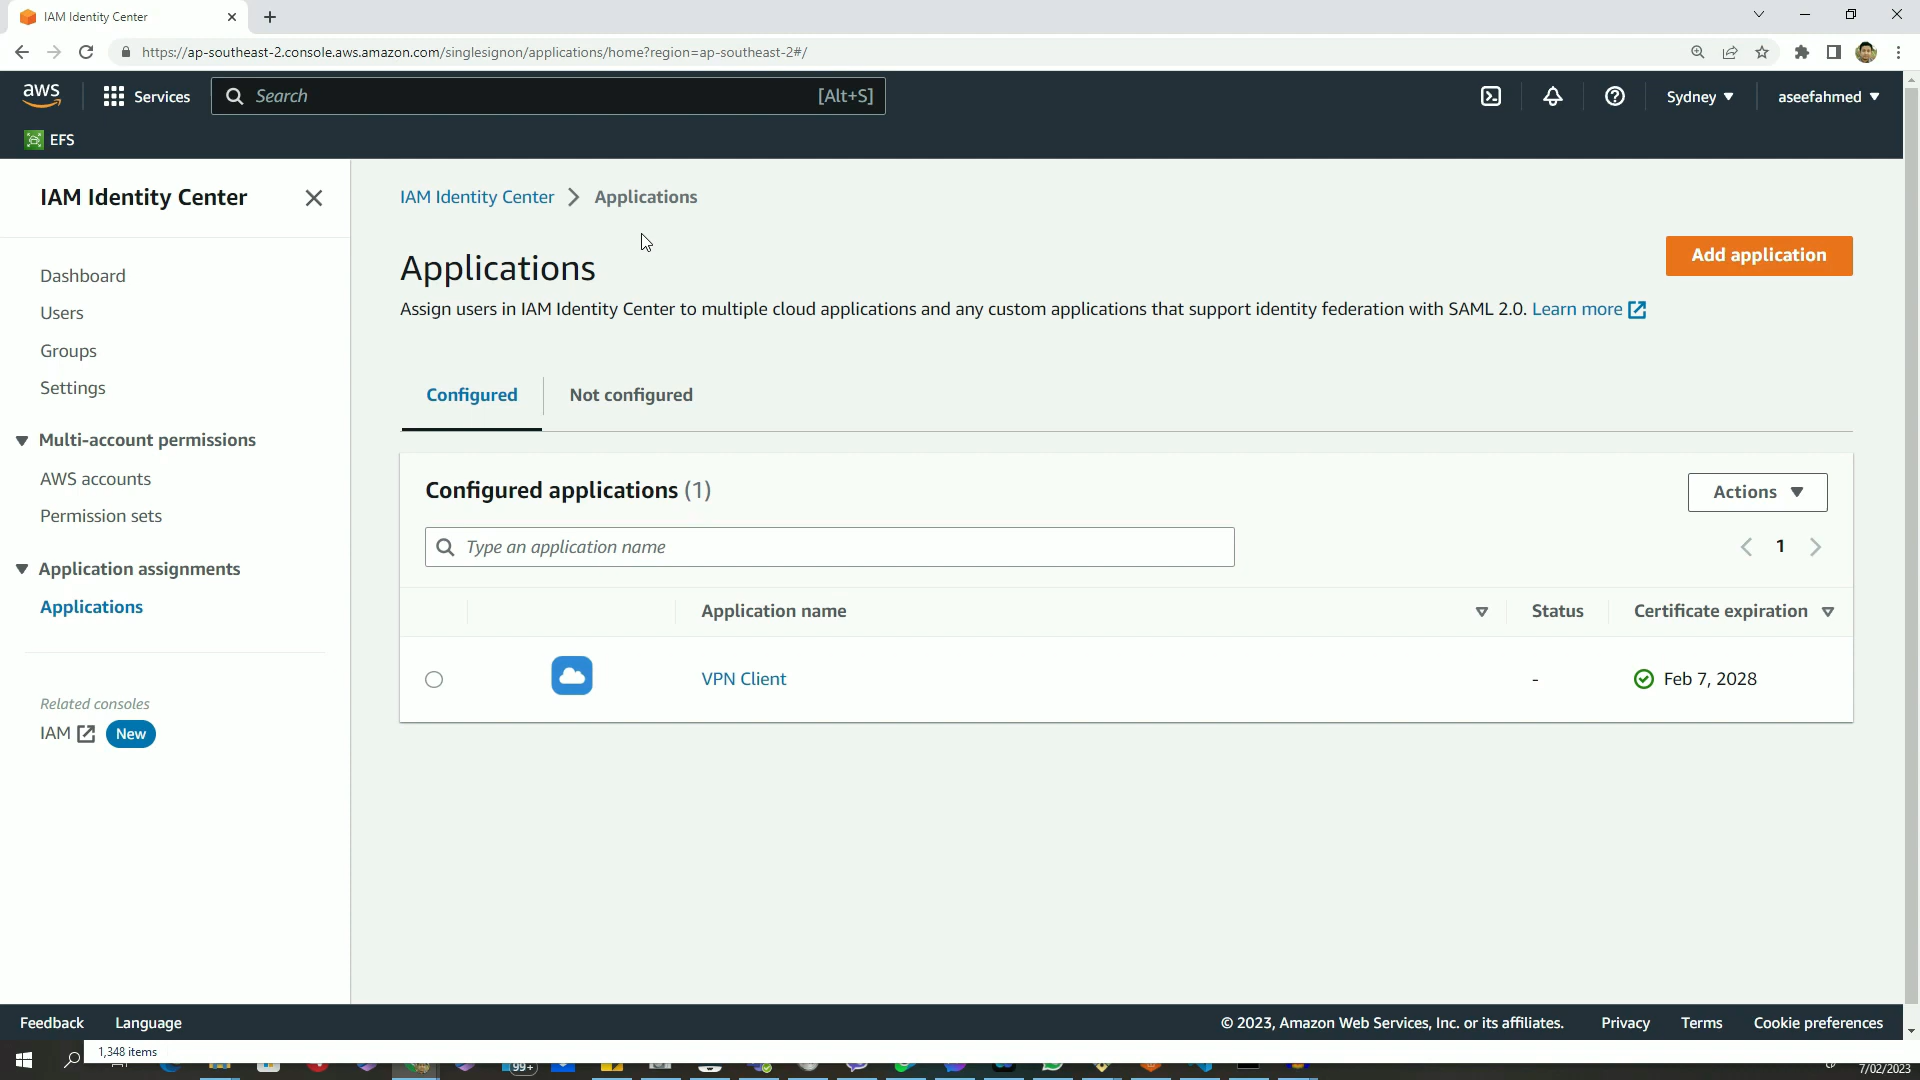 IAM Identity Center
https://ap-southeast-2.console.aws.amazon.com/singlesignon/applications/home?region=ap-southeast-2#/
aws Services Search [Alt+S] Sydney aseefahmed
EFS
IAM Identity Center
Dashboard
Users
Groups
Settings
Multi-account permissions
AWS accounts
Permission sets
Application assignments
Applications
Related consoles
IAM New
IAM Identity Center Applications
Applications
Add application
Assign users in IAM Identity Center to multiple cloud applications and any custom applications that support identity federation with SAML 2.0. Learn more
Configured Not configured
Configured applications (1)
Actions
Type an application name
1
Application name Status Certificate expiration
VPN Client - Feb 7, 2028
Feedback Language © 2023, Amazon Web Services, Inc. or its affiliates. Privacy Terms Cookie preferences
1,348 items
99+
7/02/2023